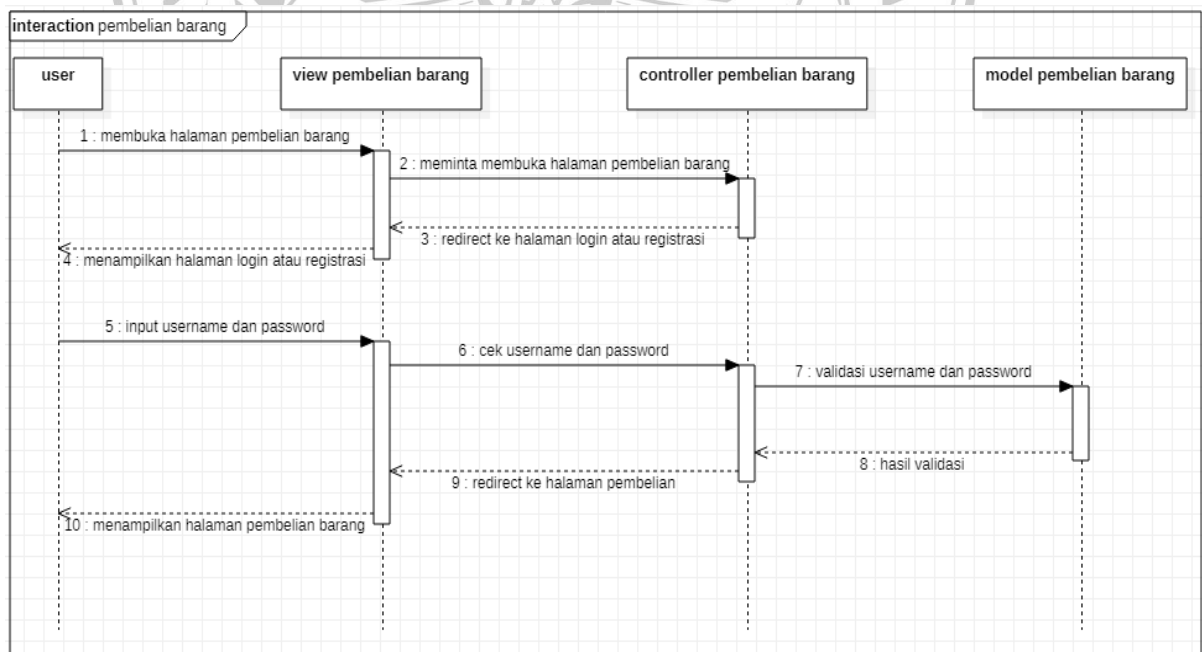 interaction pembelian barang
user
view pembelian barang
controller pembelian barang
model pembelian barang
1 : membuka halaman pembelian barang
2 : meminta membuka halaman pembelian barang
3 : redirect ke halaman login atau registrasi
4 : menampilkan halaman login atau registrasi
5 : input username dan password
6 : cek username dan password
7 : validasi username dan password
8 : hasil validasi
9 : redirect ke halaman pembelian
10 : menampilkan halaman pembelian barang